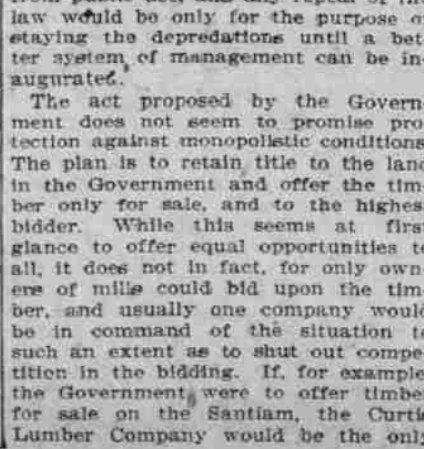 law would be only for the purpose o
staying the depredations until a bet-
ter system of management can be in-
augurated.
The act proposed by the Govern-
ment does not seem to promise pro-
tection against monopolistic conditions.
The plan is to retain title to the land
in the Government and offer the tim-
ber only for sale, and to the highest
bidder. While this seems at first
glance to offer equal opportunities to
all, it does not in fact, for only own-
ers of mills could bid upon the tim-
ber, and usually one company would
be in command of the situation to
such an extent as to shut out compe-
tition in the bidding. If, for example,
the Government were to offer timber
for sale on the Santiam, the Curtis
Lumber Company would be the only